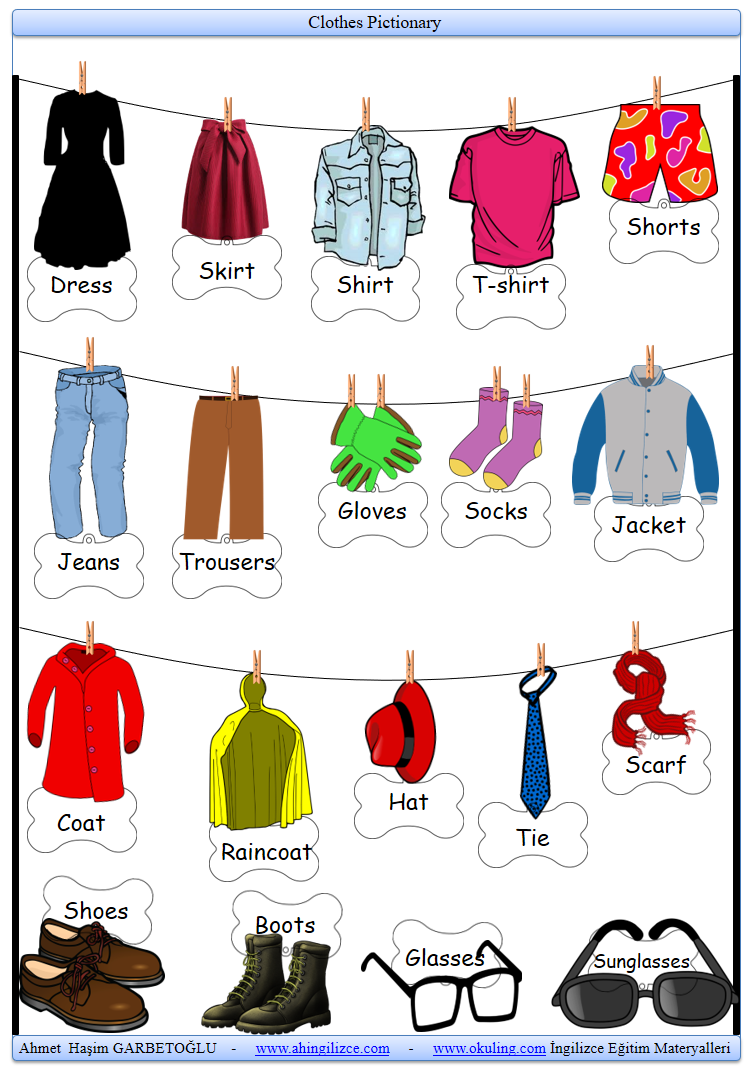 Clothes Pictionary
Dress
Skirt
Shirt
T-shirt
Shorts
Jeans
Trousers
Gloves
Socks
Jacket
Coat
Raincoat
Hat
Tie
Scarf
Shoes
Boots
Glasses
Sunglasses
Ahmet Haşim GARBETOĞLU - www.ahingilizce.com - www.okuling.com İngilizce Eğitim Materyalleri